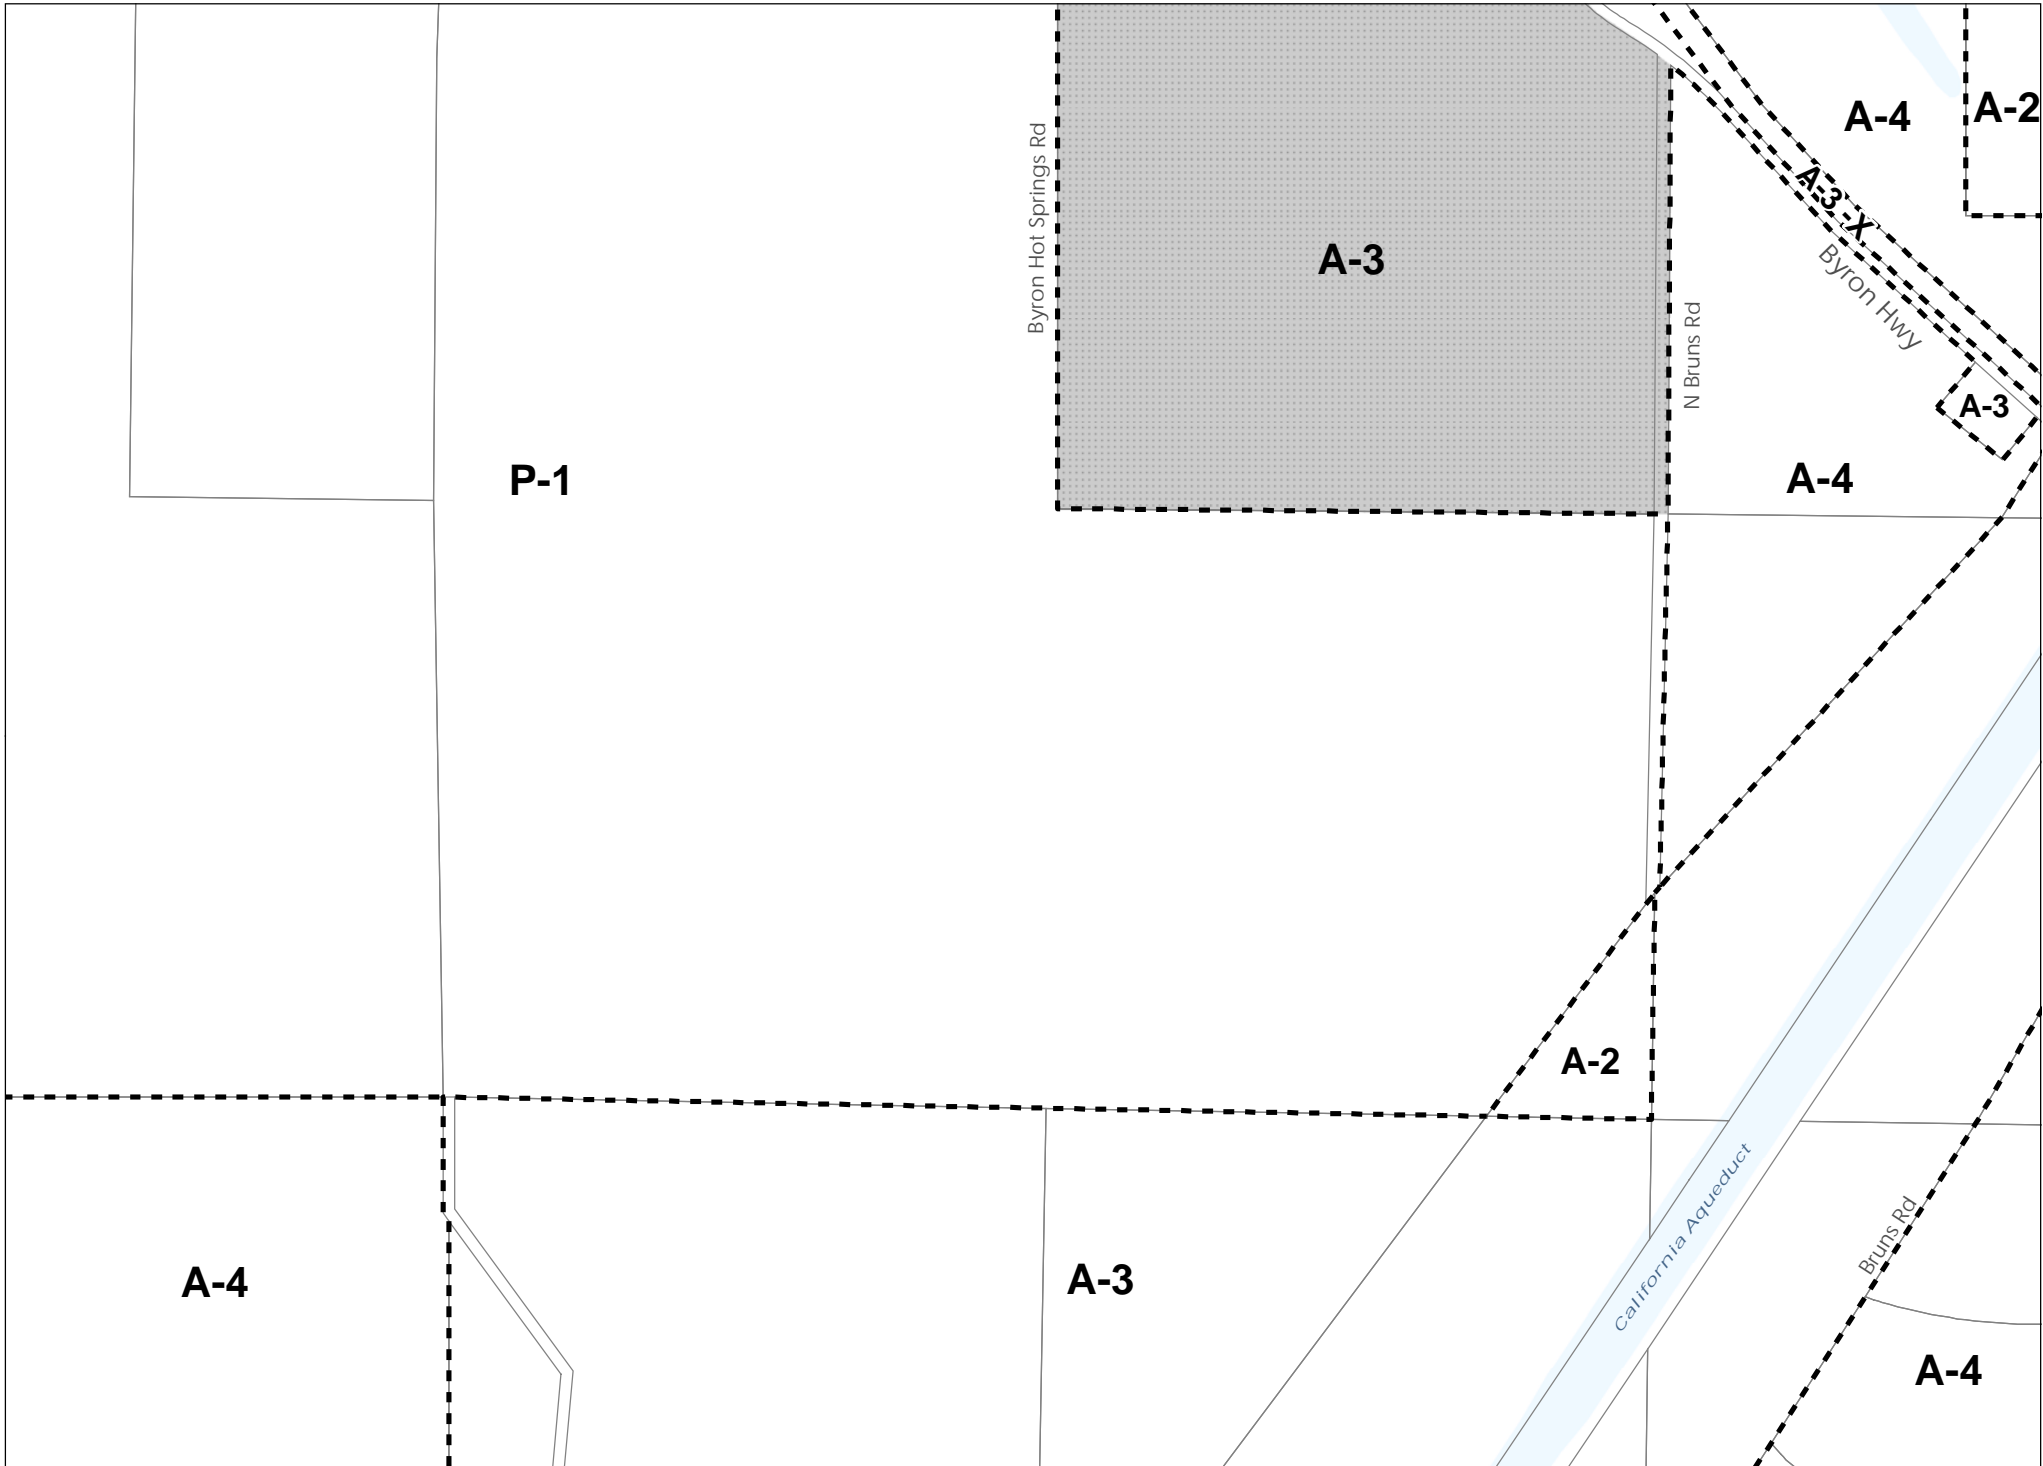 A-4
A-2
A-3 -X
Byron Hot Springs Rd
A-3
Byron Hwy
N Bruns Rd
A-3
P-1
A-4
A-2
California Aqueduct
Bruns Rd
A-4
A-3
A-4